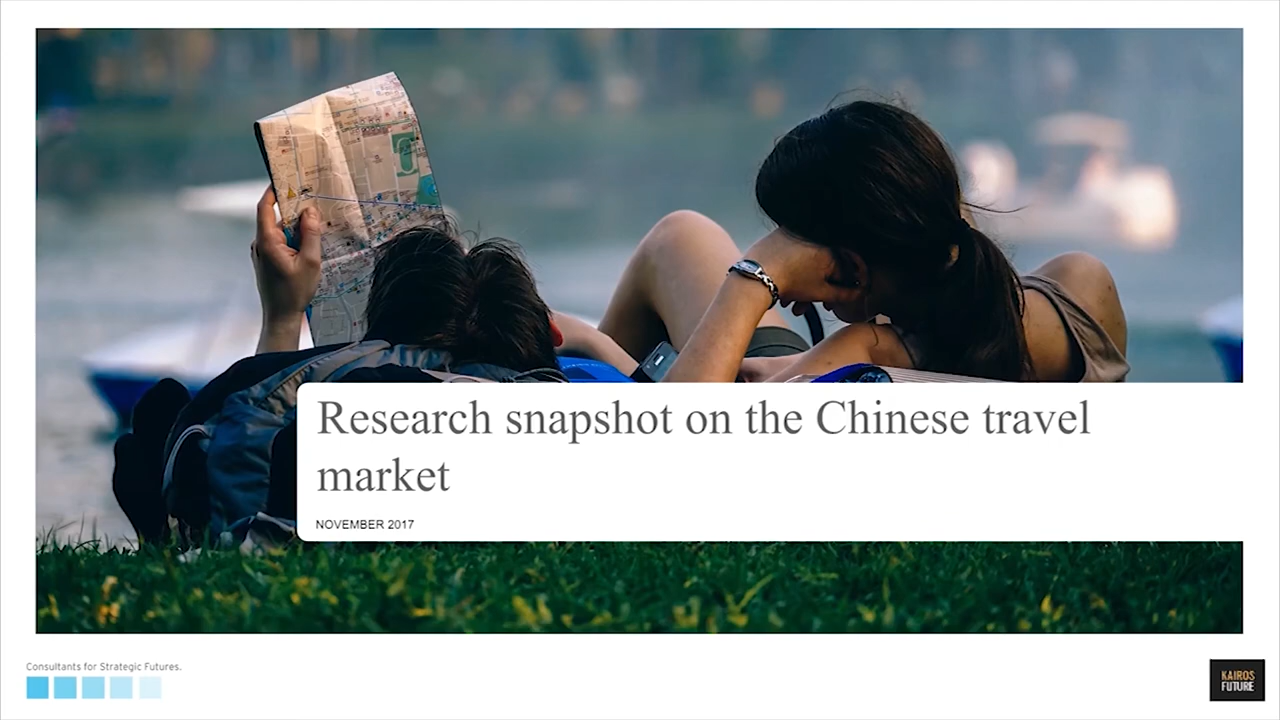 Research snapshot on the Chinese travel
market
NOVEMBER 2017
Consultants for Strategic Futures.
KAIROS
FUTURE